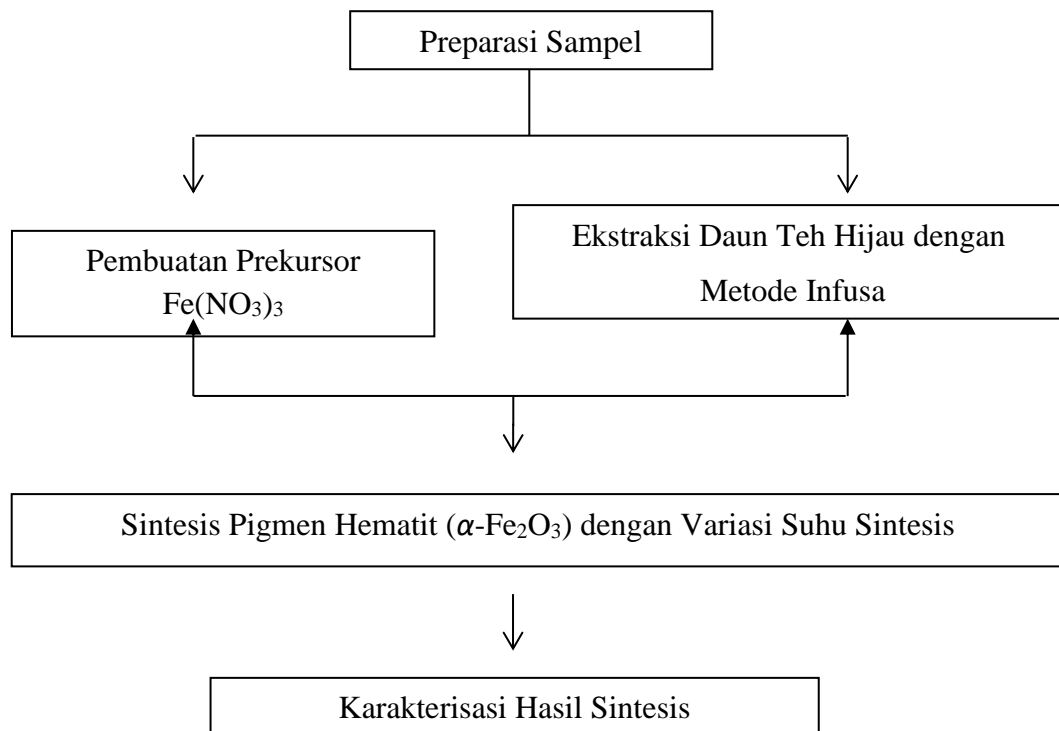 Preparasi Sampel
Pembuatan Prekursor
Fe(NO₃)₃
Ekstraksi Daun Teh Hijau dengan
Metode Infusa
Sintesis Pigmen Hematit (α-Fe₂O₃) dengan Variasi Suhu Sintesis
Karakterisasi Hasil Sintesis